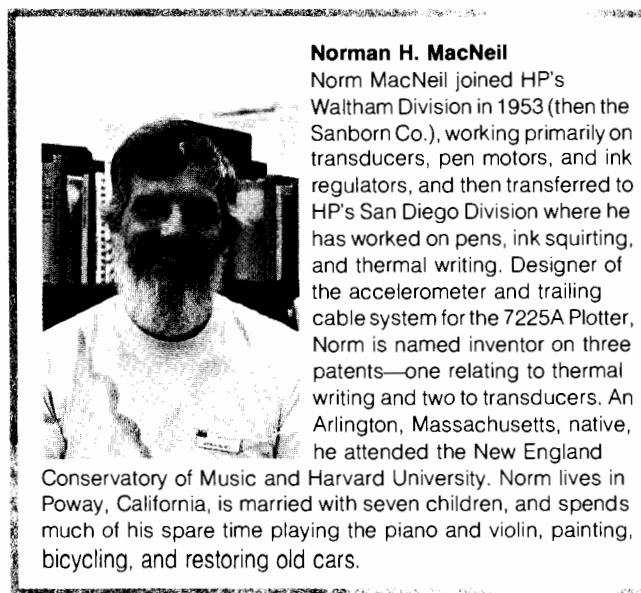 Norman H. MacNeil
Norm MacNeil joined HP's
Waltham Division in 1953 (then the
Sanborn Co.), working primarily on
transducers, pen motors, and ink
regulators, and then transferred to
HP's San Diego Division where he
has worked on pens, ink squirting,
and thermal writing. Designer of
the accelerometer and trailing
cable system for the 7225A Plotter,
Norm is named inventor on three
patents—one relating to thermal
writing and two to transducers. An
Arlington, Massachusetts, native,
he attended the New England
Conservatory of Music and Harvard University. Norm lives in
Poway, California, is married with seven children, and spends
much of his spare time playing the piano and violin, painting,
bicycling, and restoring old cars.